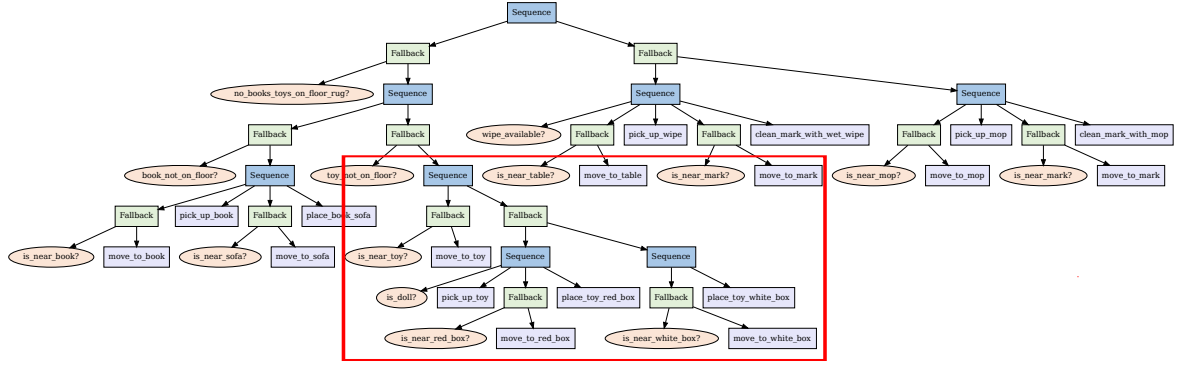 Sequence
Fallback Fallback
no_books_toys_on_floor_rug? Sequence Sequence Sequence
Fallback Fallback wipe_available? Fallback pick_up_wipe Fallback clean_mark_with_wet_wipe Fallback pick_up_mop Fallback clean_mark_with_mop
book_not_on_floor? Sequence toy_not_on_floor? Sequence is_near_table? move_to_table is_near_mark? move_to_mark is_near_mop? move_to_mop is_near_mark? move_to_mark
Fallback pick_up_book Fallback place_book_sofa Fallback Fallback
is_near_book? move_to_book is_near_sofa? move_to_sofa is_near_toy? move_to_toy Sequence Sequence
is_doll? pick_up_toy Fallback place_toy_red_box Fallback place_toy_white_box
is_near_red_box? move_to_red_box is_near_white_box? move_to_white_box